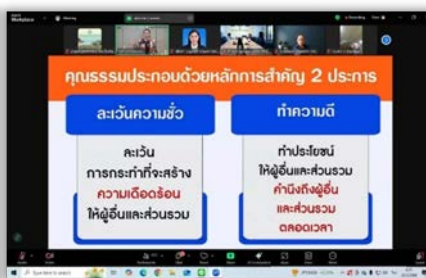 Workplace
Meeting
คุณธรรมประกอบด้วยหลักการสำคัญ 2 ประการ
ละเว้นความชั่ว
ละเว้น
การกระทำที่จะสร้าง
ความเดือดร้อน
ให้ผู้อื่นและส่วนรวม
ทำความดี
ทำประโยชน์
ให้ผู้อื่นและส่วนรวม
คำนึงถึงผู้อื่น
และส่วนรวม
ตลอดเวลา
Type here to search